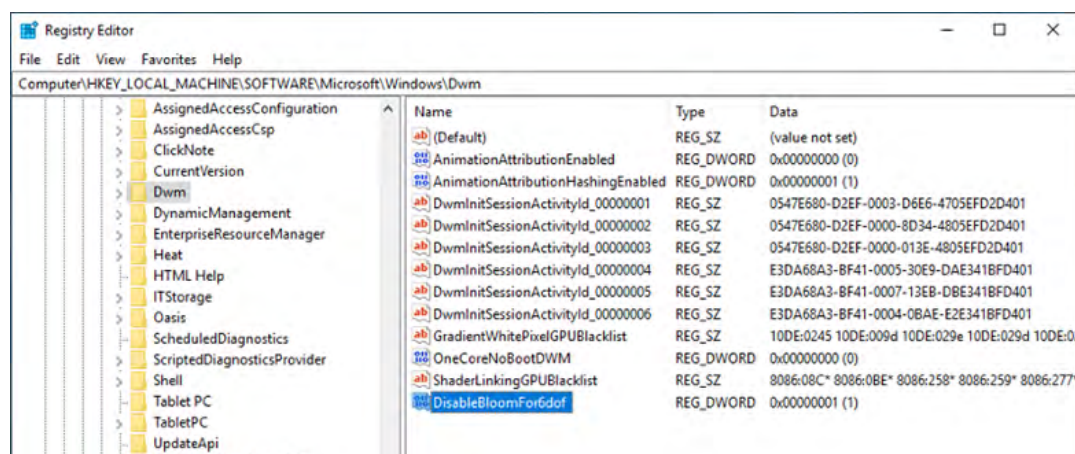 Registry Editor
File Edit View Favorites Help
Computer\HKEY_LOCAL_MACHINE\SOFTWARE\Microsoft\Windows\Dwm
AssignedAccessConfiguration
AssignedAccessCsp
ClickNote
CurrentVersion
Dwm
DynamicManagement
EnterpriseResourceManager
Heat
HTML Help
ITStorage
Oasis
ScheduledDiagnostics
ScriptedDiagnosticsProvider
Shell
Tablet PC
TabletPC
UpdateApi
Name Type Data
(Default) REG_SZ (value not set)
AnimationAttributionEnabled REG_DWORD 0x00000000 (0)
AnimationAttributionHashingEnabled REG_DWORD 0x00000001 (1)
DwmInitSessionActivityId_00000001 REG_SZ 0547E680-D2EF-0003-D6E6-4705EFD2D401
DwmInitSessionActivityId_00000002 REG_SZ 0547E680-D2EF-0000-8D34-4805EFD2D401
DwmInitSessionActivityId_00000003 REG_SZ 0547E680-D2EF-0000-013E-4805EFD2D401
DwmInitSessionActivityId_00000004 REG_SZ E3DA68A3-BF41-0005-30E9-DAE341BFD401
DwmInitSessionActivityId_00000005 REG_SZ E3DA68A3-BF41-0007-13EB-DBE341BFD401
DwmInitSessionActivityId_00000006 REG_SZ E3DA68A3-BF41-0004-0BAE-E2E341BFD401
GradientWhitePixelGPUBlacklist REG_SZ 10DE:0245 10DE:009d 10DE:029e 10DE:029d 10DE:0
OneCoreNoBootDWM REG_DWORD 0x00000000 (0)
ShaderLinkingGPUBlacklist REG_SZ 8086:08C* 8086:0BE* 8086:258* 8086:259* 8086:277*
DisableBloomFor6dof REG_DWORD 0x00000001 (1)